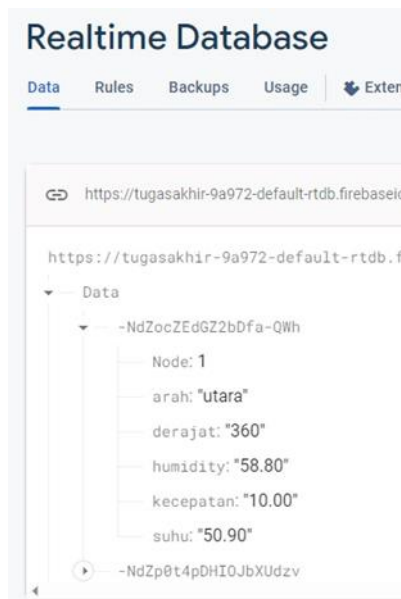 Realtime Database
Data Rules Backups Usage Exten
https://tugasakhir-9a972-default-rtdb.firebaseio
https://tugasakhir-9a972-default-rtdb.f
Data
-NdZocZEdGZ2bDfa-QWh
Node: 1
arah: "utara"
derajat: "360"
humidity: "58.80"
kecepatan: "10.00"
suhu: "50.90"
-NdZp0t4pDHIOJbXUdzv